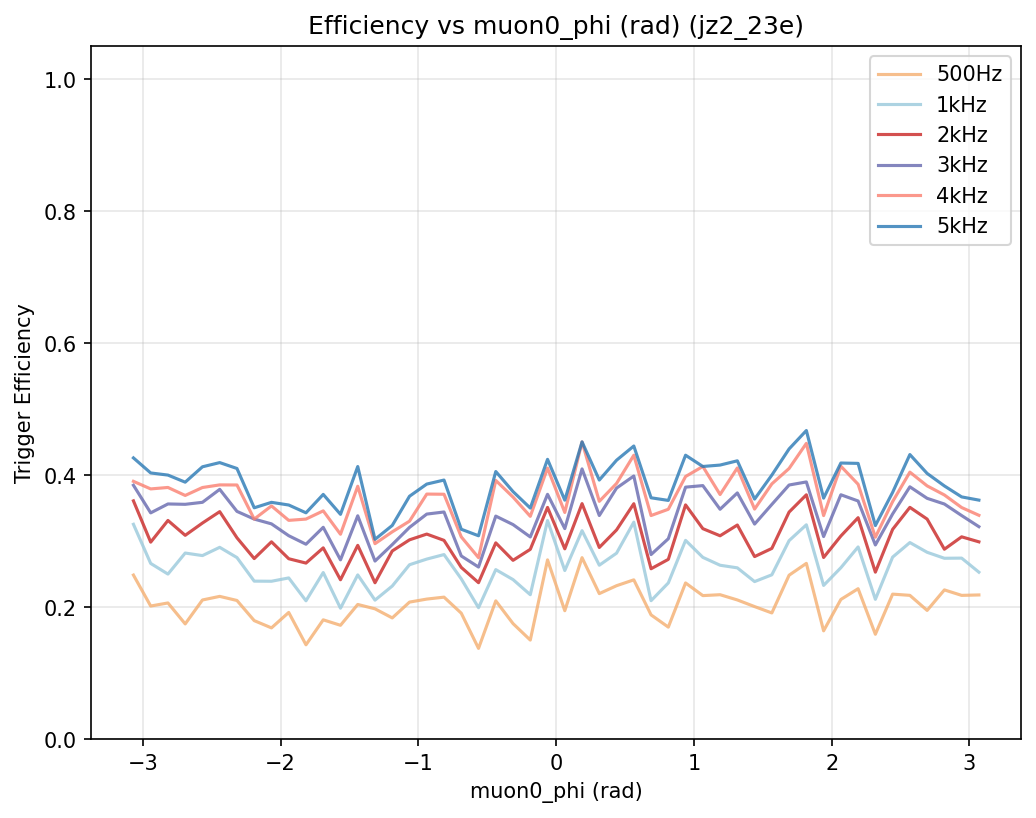 Efficiency vs muon0_phi (rad) (jz2_23e)
500Hz
1kHz
2kHz
3kHz
4kHz
5kHz
Trigger Efficiency
1.0
0.8
0.6
0.4
0.2
0.0
−3
−2
−1
0
1
2
3
muon0_phi (rad)